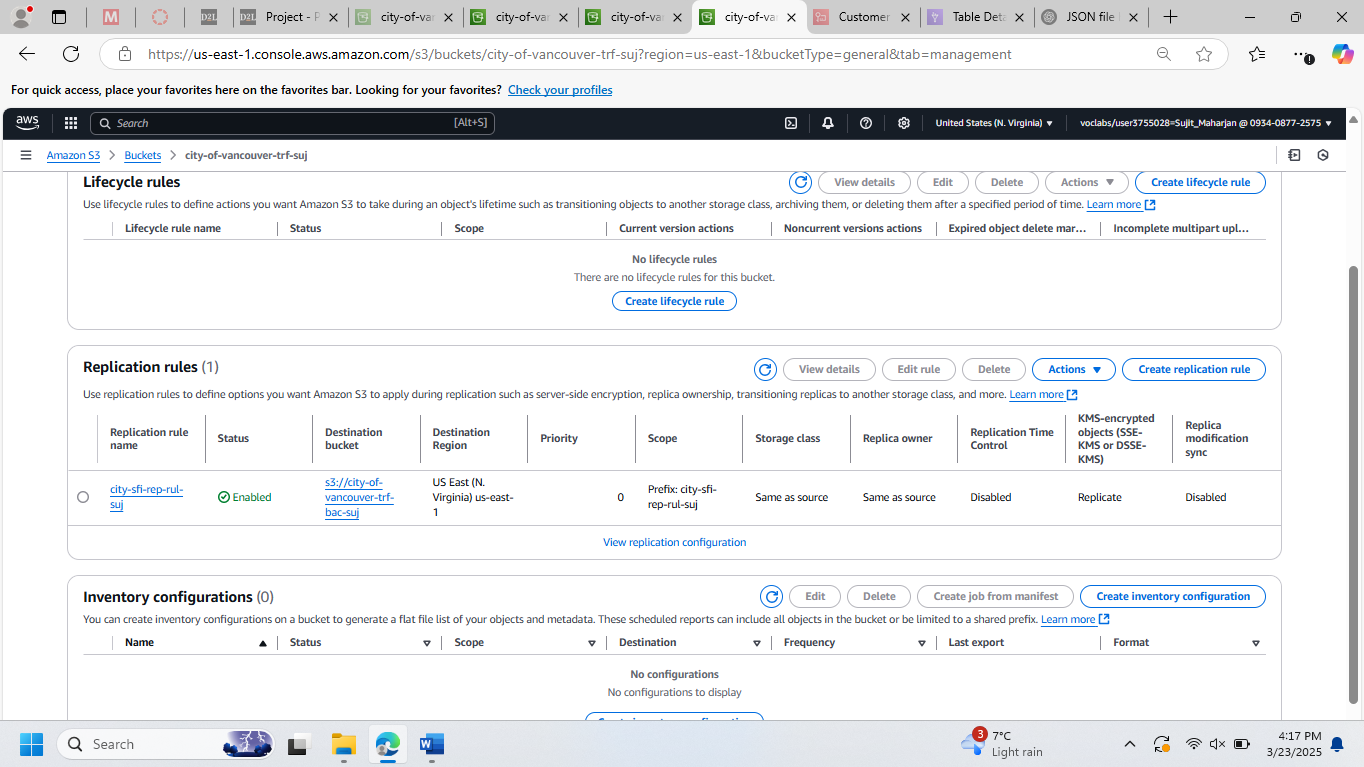 M
D2L
D2L Project - P
city-of-var
city-of-va
city-of-va
city-of-va
Customer
Table Deta
JSON file
https://us-east-1.console.aws.amazon.com/s3/buckets/city-of-vancouver-trf-suj?region=us-east-1&bucketType=general&tab=management
For quick access, place your favorites here on the favorites bar. Looking for your favorites? Check your profiles
aws
Search [Alt+S]
United States (N. Virginia) ▼
voclabs/user3755028=Sujit_Maharjan @ 0934-0877-2575 ▼
Amazon S3 > Buckets > city-of-vancouver-trf-suj
Lifecycle rules
View details Edit Delete Actions ▼ Create lifecycle rule
Use lifecycle rules to define actions you want Amazon S3 to take during an object's lifetime such as transitioning objects to another storage class, archiving them, or deleting them after a specified period of time. Learn more
Lifecycle rule name Status Scope Current version actions Noncurrent versions actions Expired object delete mar... Incomplete multipart upl...
No lifecycle rules
There are no lifecycle rules for this bucket.
Create lifecycle rule
Replication rules (1)
View details Edit rule Delete Actions ▼ Create replication rule
Use replication rules to define options you want Amazon S3 to apply during replication such as server-side encryption, replica ownership, transitioning replicas to another storage class, and more. Learn more
Replication rule
name
Status
Destination
bucket
Destination
Region
Priority
Scope
Storage class
Replica owner
Replication Time
Control
KMS-encrypted
objects (SSE-
KMS or DSSE-
KMS)
Replica
modification
sync
city-sfi-rep-rul-
suj
Enabled
s3://city-of-
vancouver-trf-
bac-suj
US East (N.
Virginia) us-east-
1
0
Prefix: city-sfi-
rep-rul-suj
Same as source
Same as source
Disabled
Replicate
Disabled
View replication configuration
Inventory configurations (0)
Edit Delete Create job from manifest Create inventory configuration
You can create inventory configurations on a bucket to generate a flat file list of your objects and metadata. These scheduled reports can include all objects in the bucket or be limited to a shared prefix. Learn more
Name Status Scope Destination Frequency Last export Format
No configurations
No configurations to display
Search
3
7°C
Light rain
4:17 PM
3/23/2025